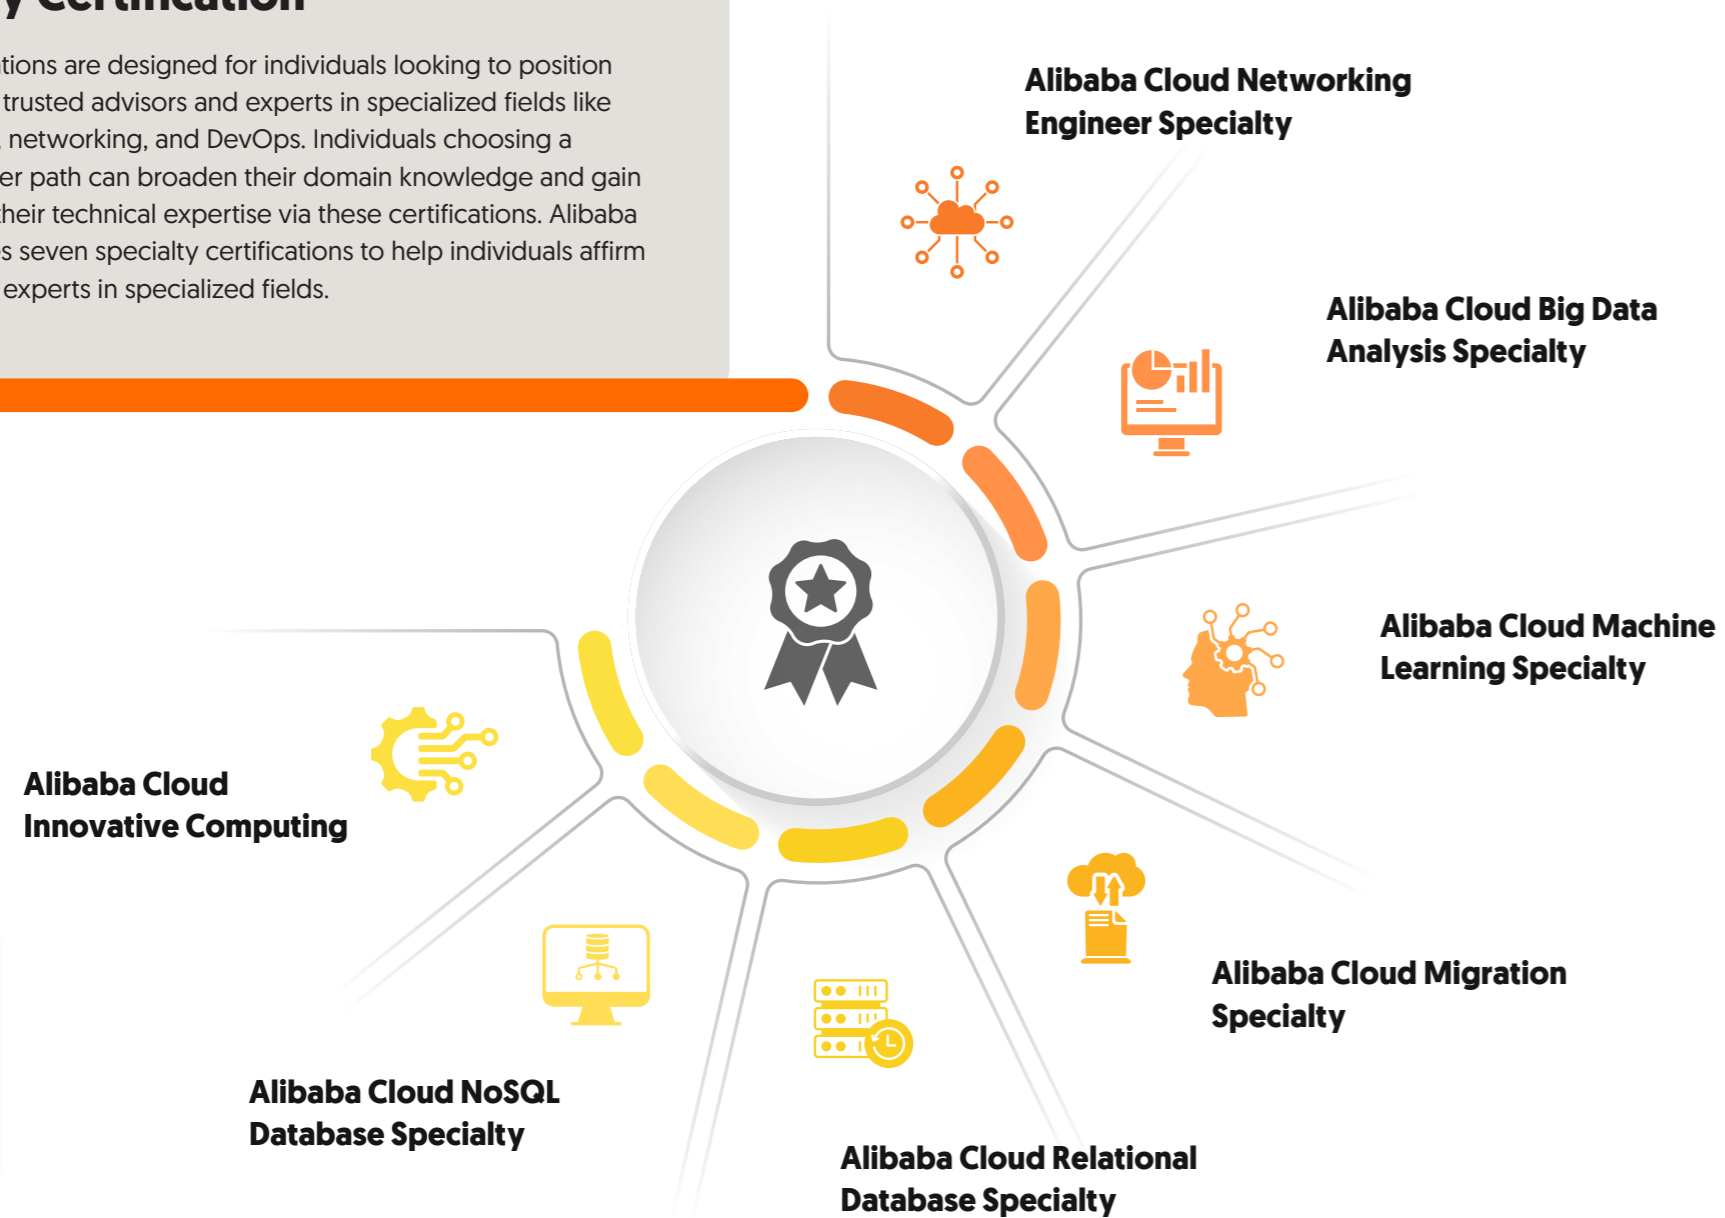 y Certification
tions are designed for individuals looking to position
trusted advisors and experts in specialized fields like
, networking, and DevOps. Individuals choosing a
er path can broaden their domain knowledge and gain
their technical expertise via these certifications. Alibaba
s seven specialty certifications to help individuals affirm
experts in specialized fields.
Alibaba Cloud Networking
Engineer Specialty
Alibaba Cloud Big Data
Analysis Specialty
Alibaba Cloud Machine
Learning Specialty
Alibaba Cloud Migration
Specialty
Alibaba Cloud Relational
Database Specialty
Alibaba Cloud NoSQL
Database Specialty
Alibaba Cloud
Innovative Computing